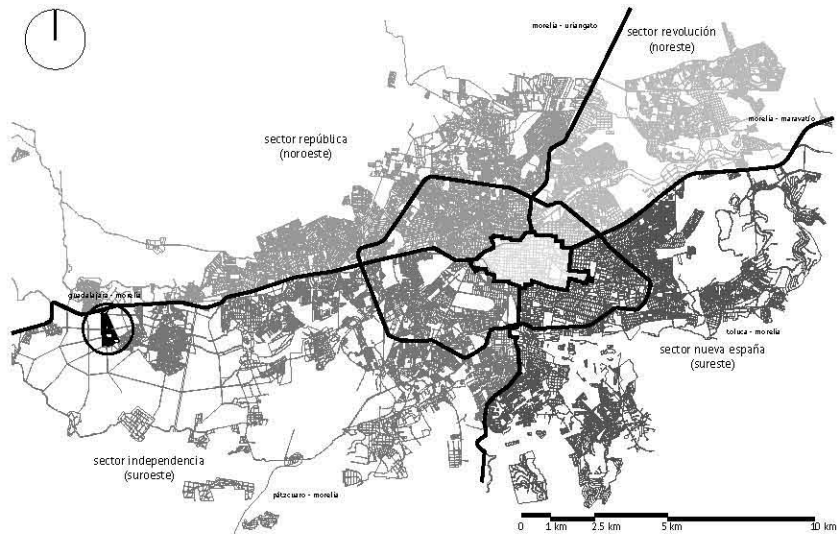 morelia - uriangato
sector revolución
(noreste)
morelia - maravatío
sector república
(noroeste)
guadalajara - morelia
toluca - morelia
sector nueva españa
(sureste)
sector independencia
(suroeste)
pátzcuaro - morelia
0 1 km 2.5 km 5 km 10 km